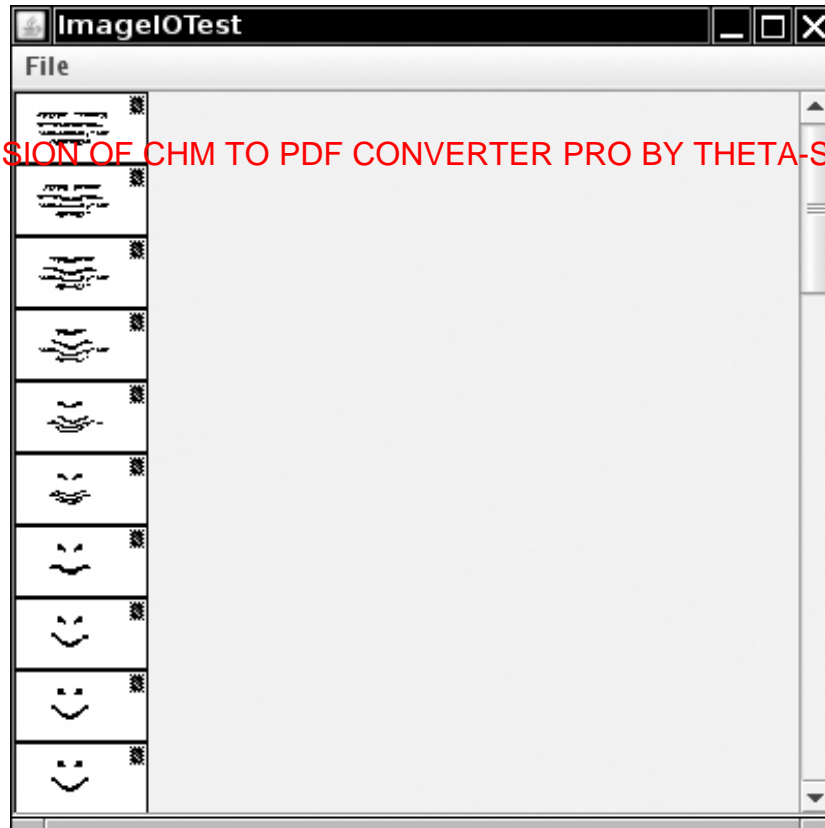 ImageIOTest
File
SION OF CHM TO PDF CONVERTER PRO BY THETA-S